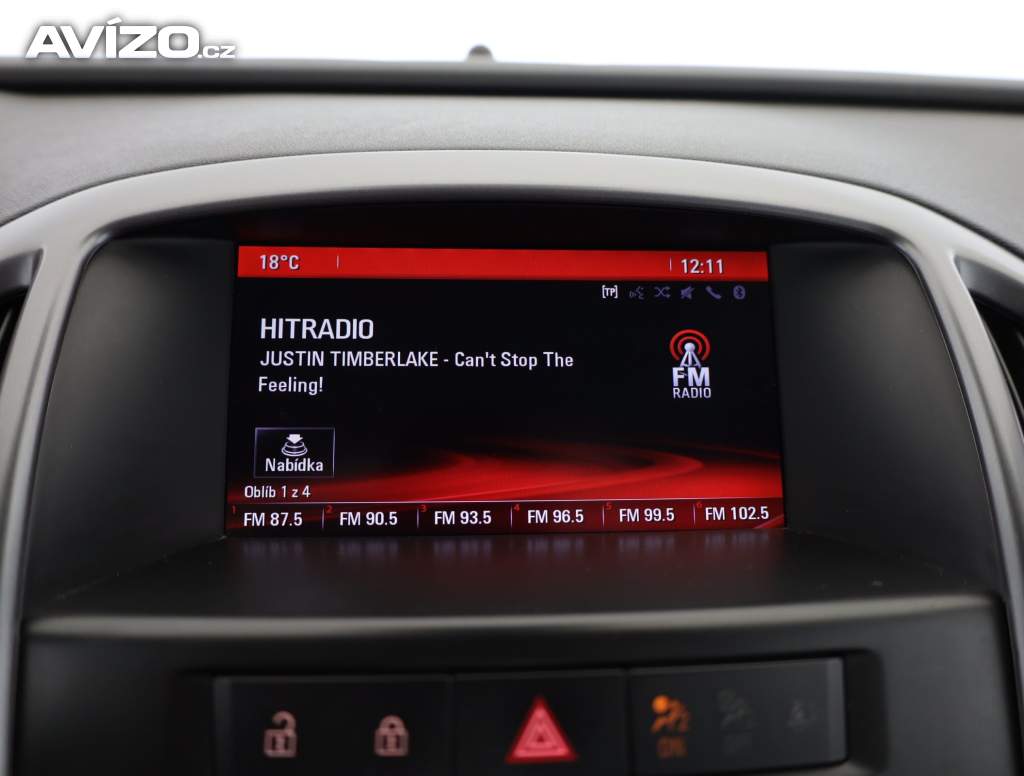 AVÍZO.cz
18°C
12:11
[TP]
HITRADIO
JUSTIN TIMBERLAKE - Can't Stop The
Feeling!
FM
RADIO
Nabídka
Oblíb 1 z 4
1 FM 87.5 2 FM 90.5 3 FM 93.5 4 FM 96.5 5 FM 99.5 6 FM 102.5
ON